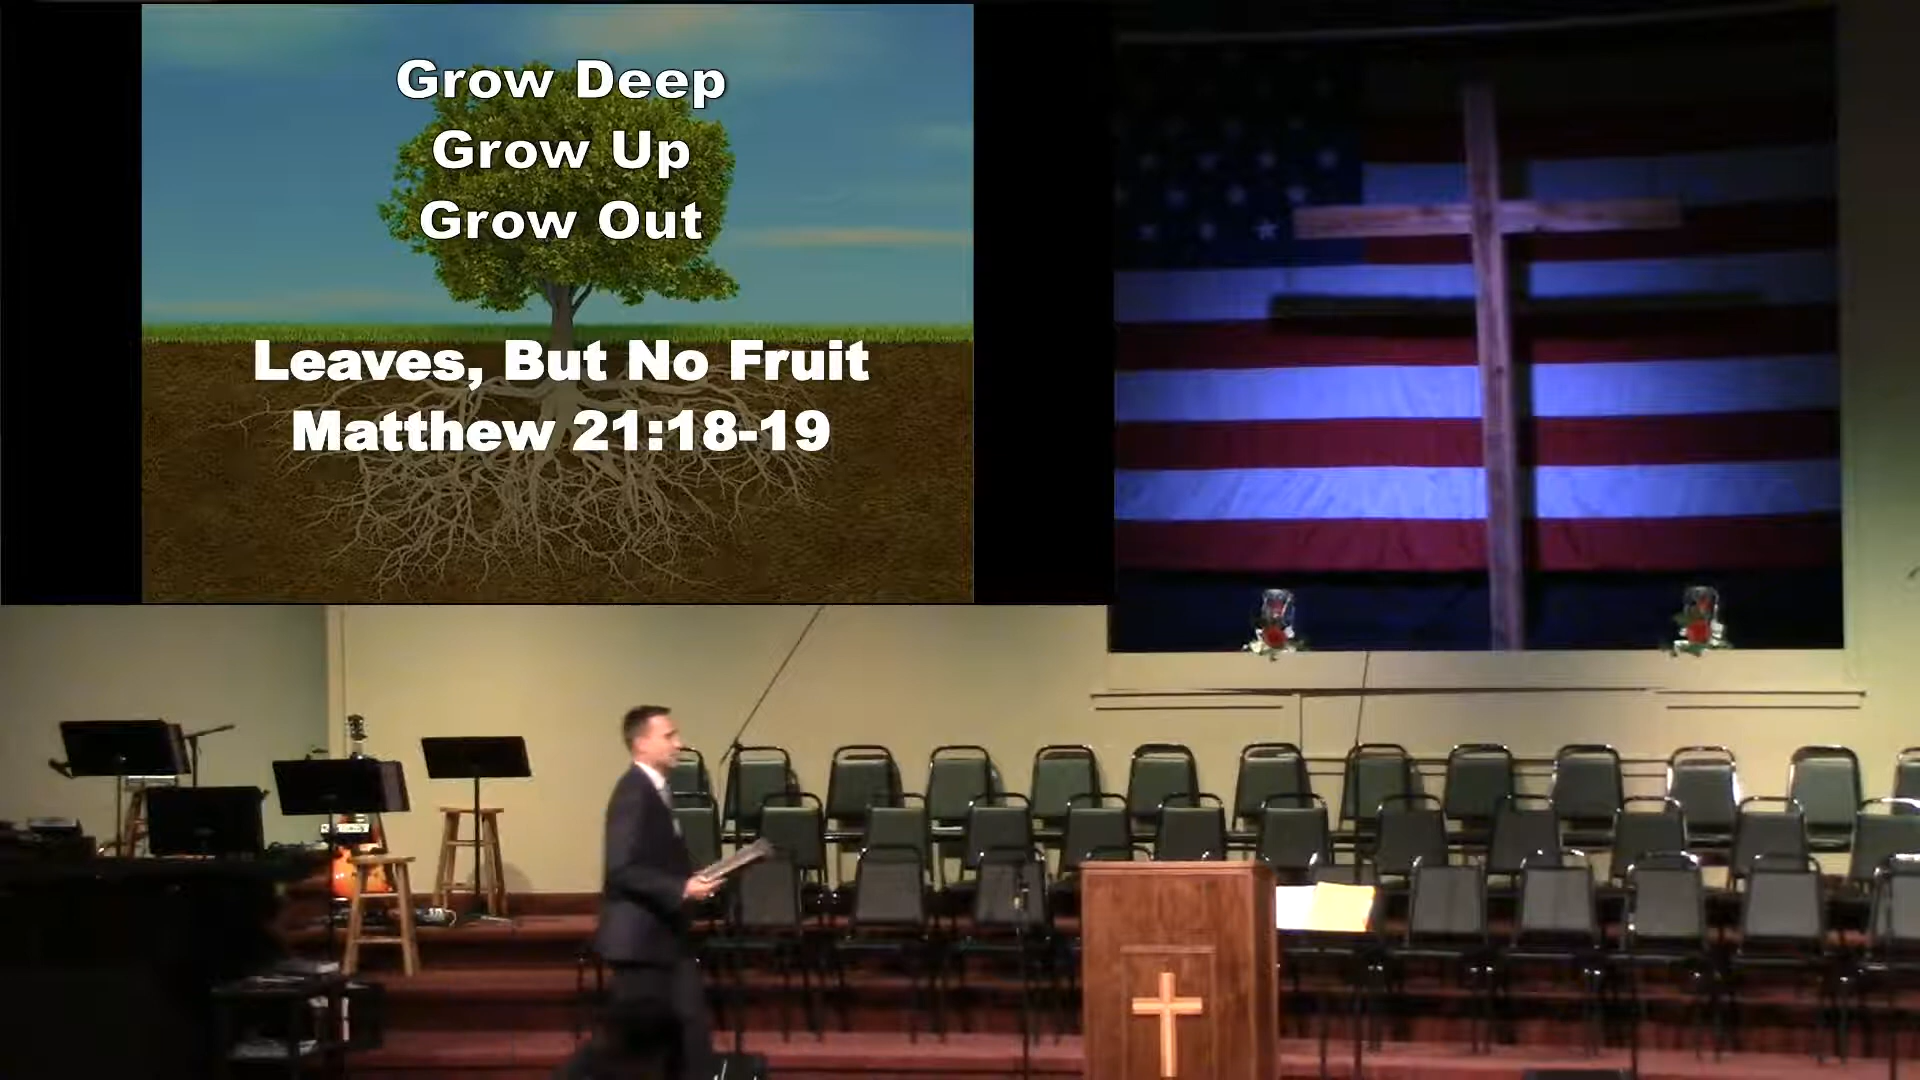 Grow Deep
Grow Up
Grow Out
Leaves, But No Fruit
Matthew 21:18-19